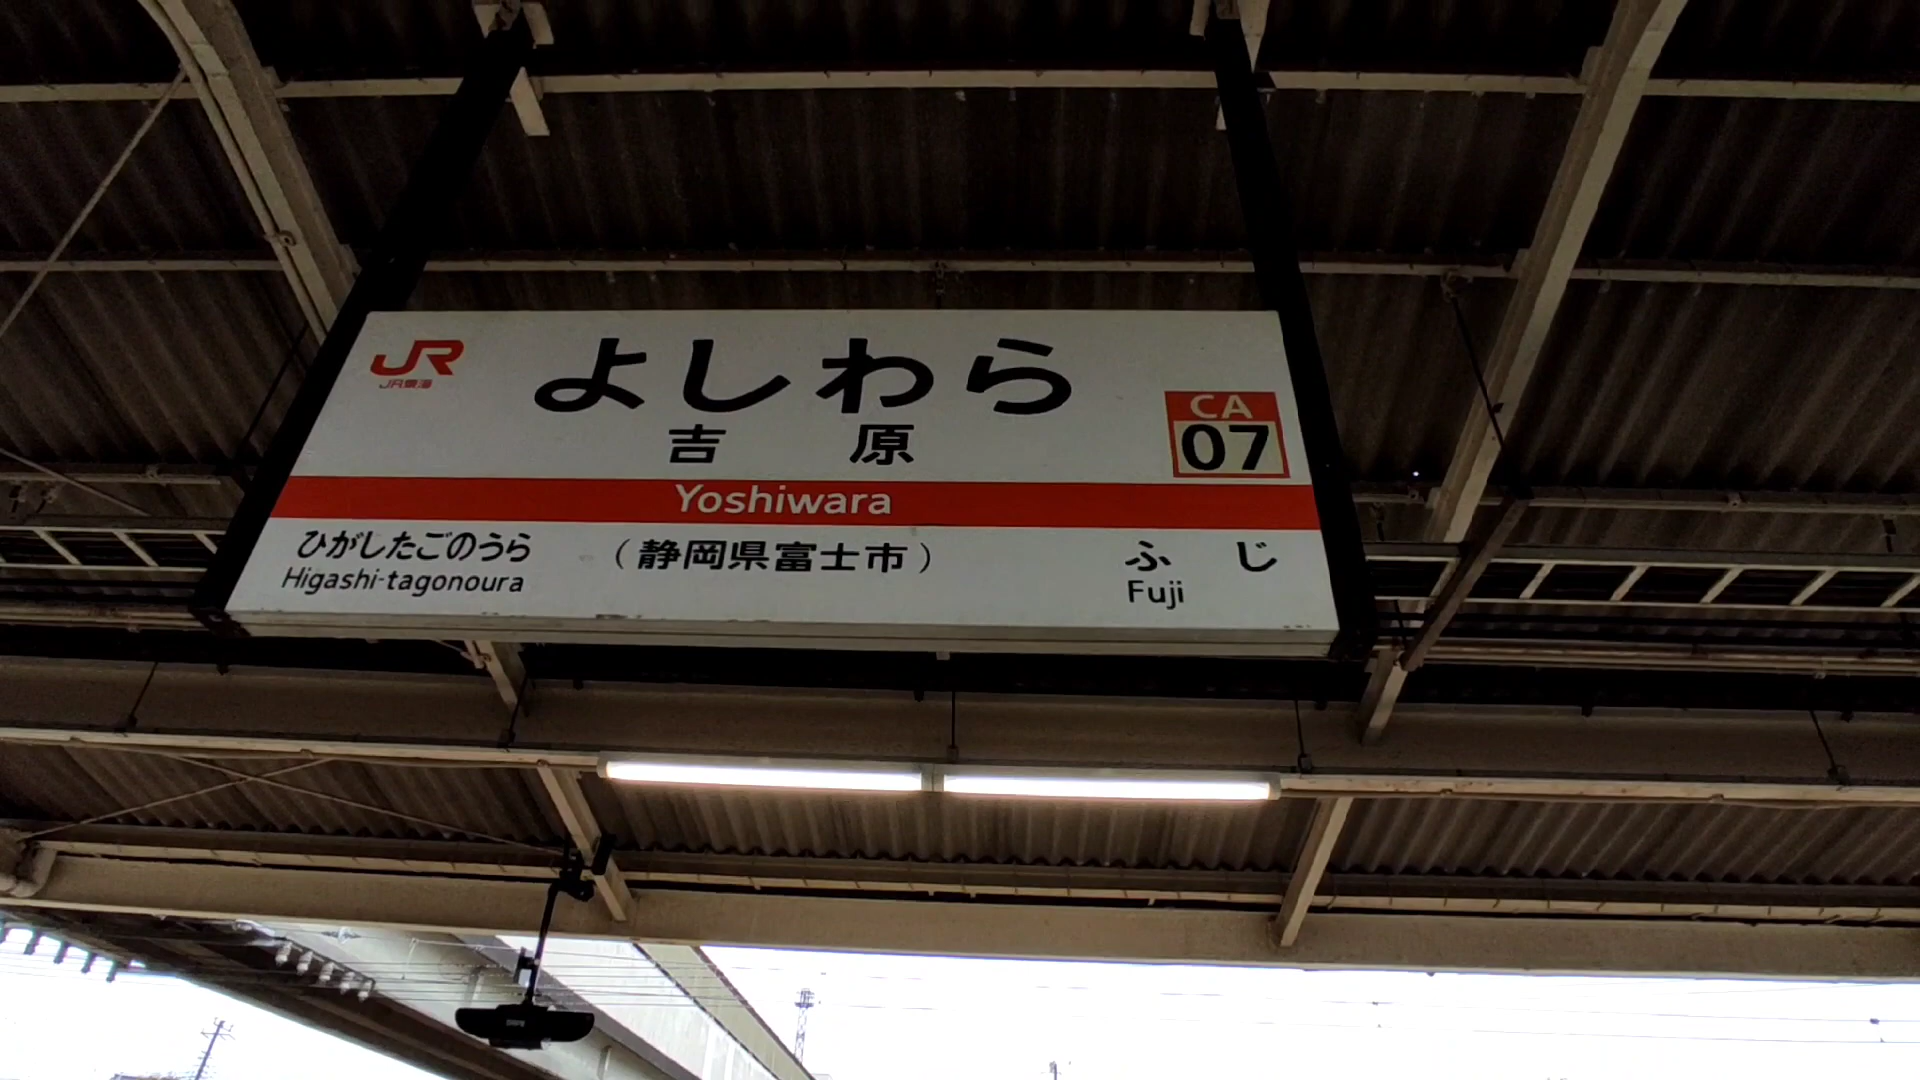 JR
JR東海
よしわら
吉原
CA
07
Yoshiwara
ひがしたごのうら
Higashi-tagonoura
(静岡県富士市)
ふじ
Fuji